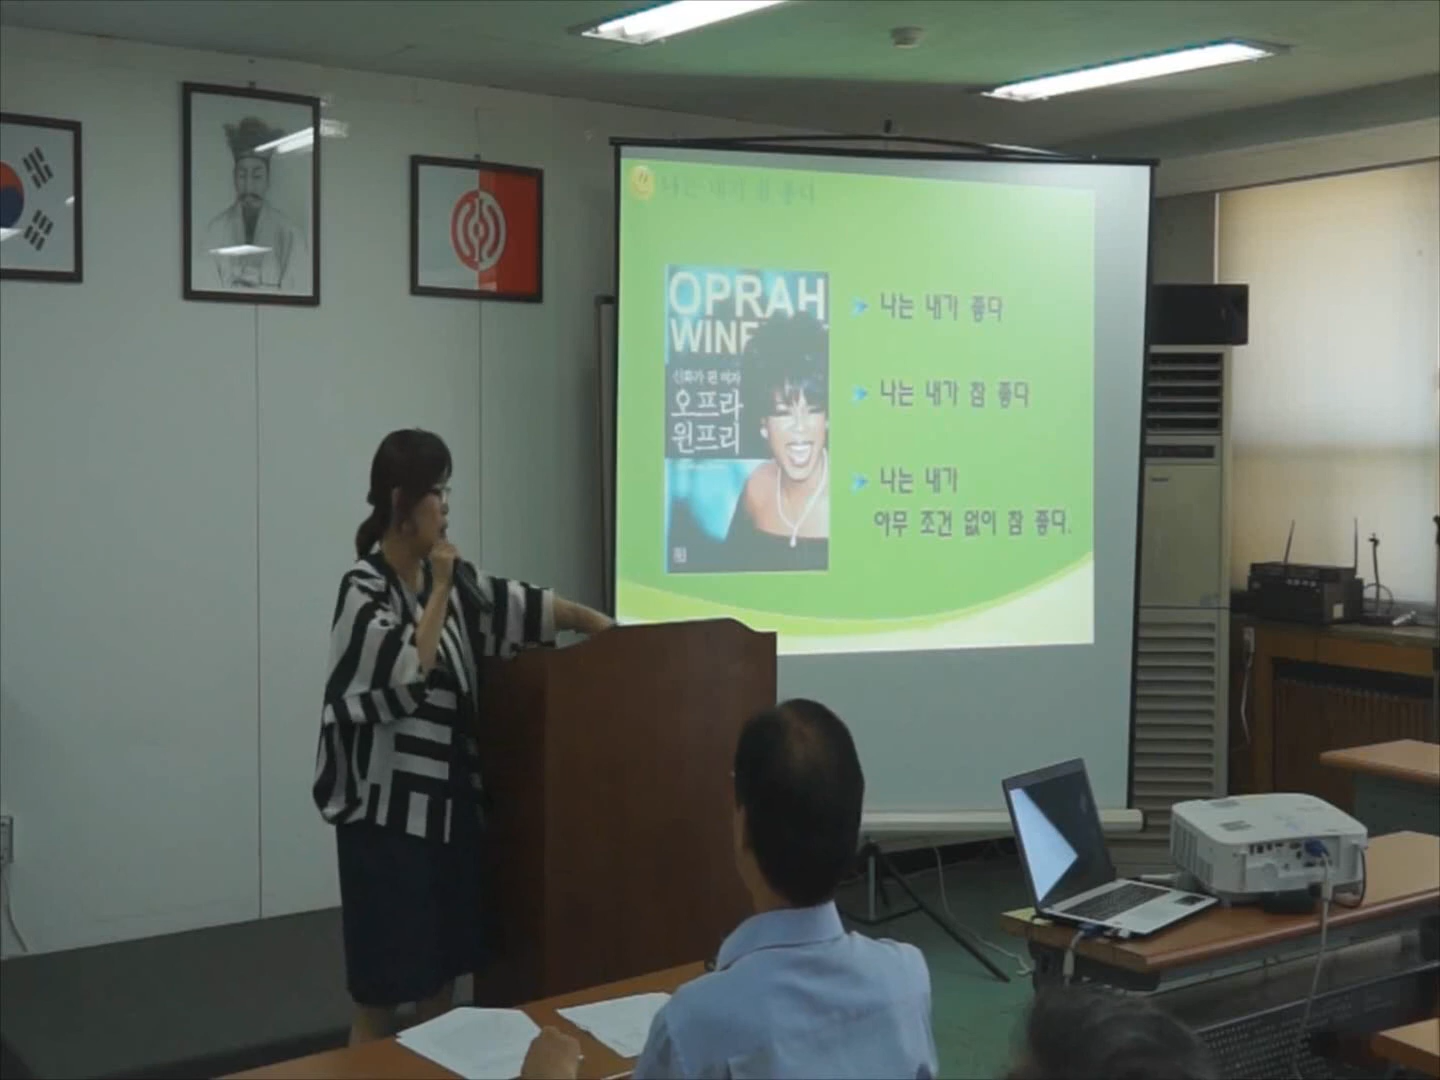 나는 내가 참 좋다
OPRAH
WINF
신화가 된 여자
오프라
윈프리
나는 내가 좋다
나는 내가 참 좋다
나는 내가
아무 조건 없이 참 좋다.